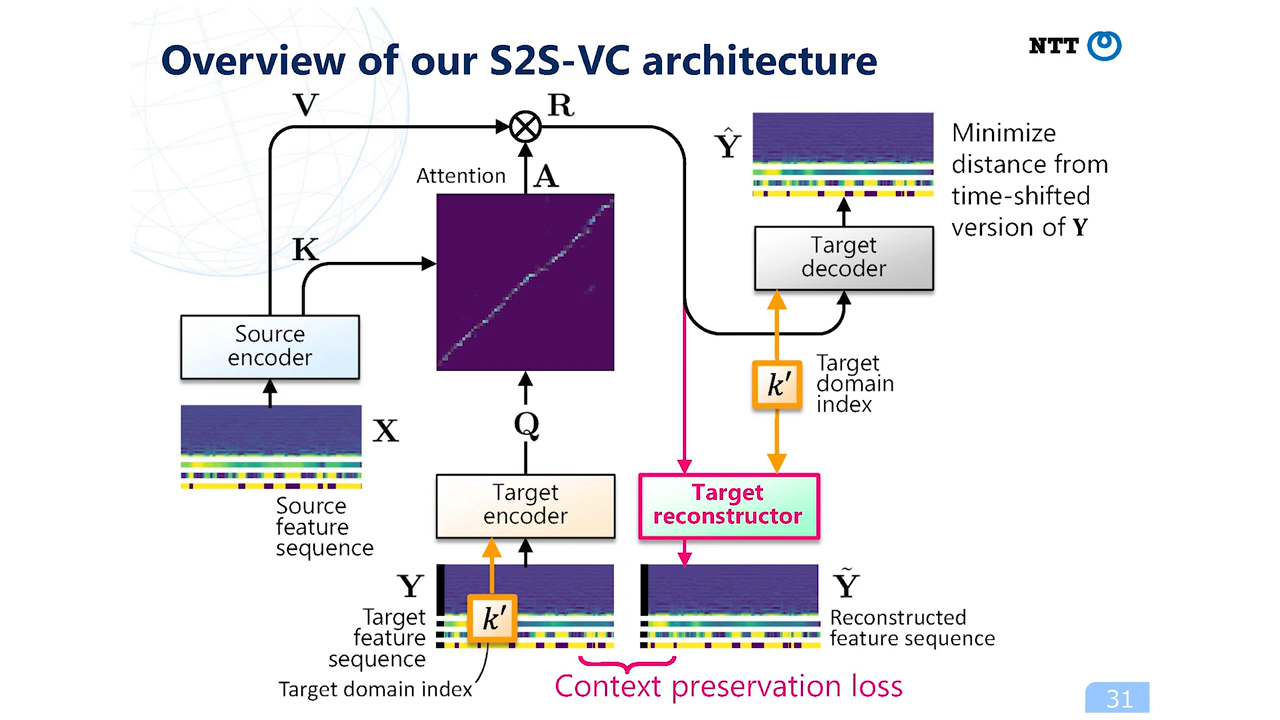 Overview of our S2S-VC architecture
NTT
V
R
Ŷ
Minimize
distance from
time-shifted
version of Y
Attention
A
K
Target
decoder
Source
encoder
Target
domain
index
k′
X
Q
Source
feature
sequence
Target
encoder
Target
reconstructor
Y
Target
feature
sequence
k′
Ỹ
Reconstructed
feature sequence
Target domain index
Context preservation loss
31